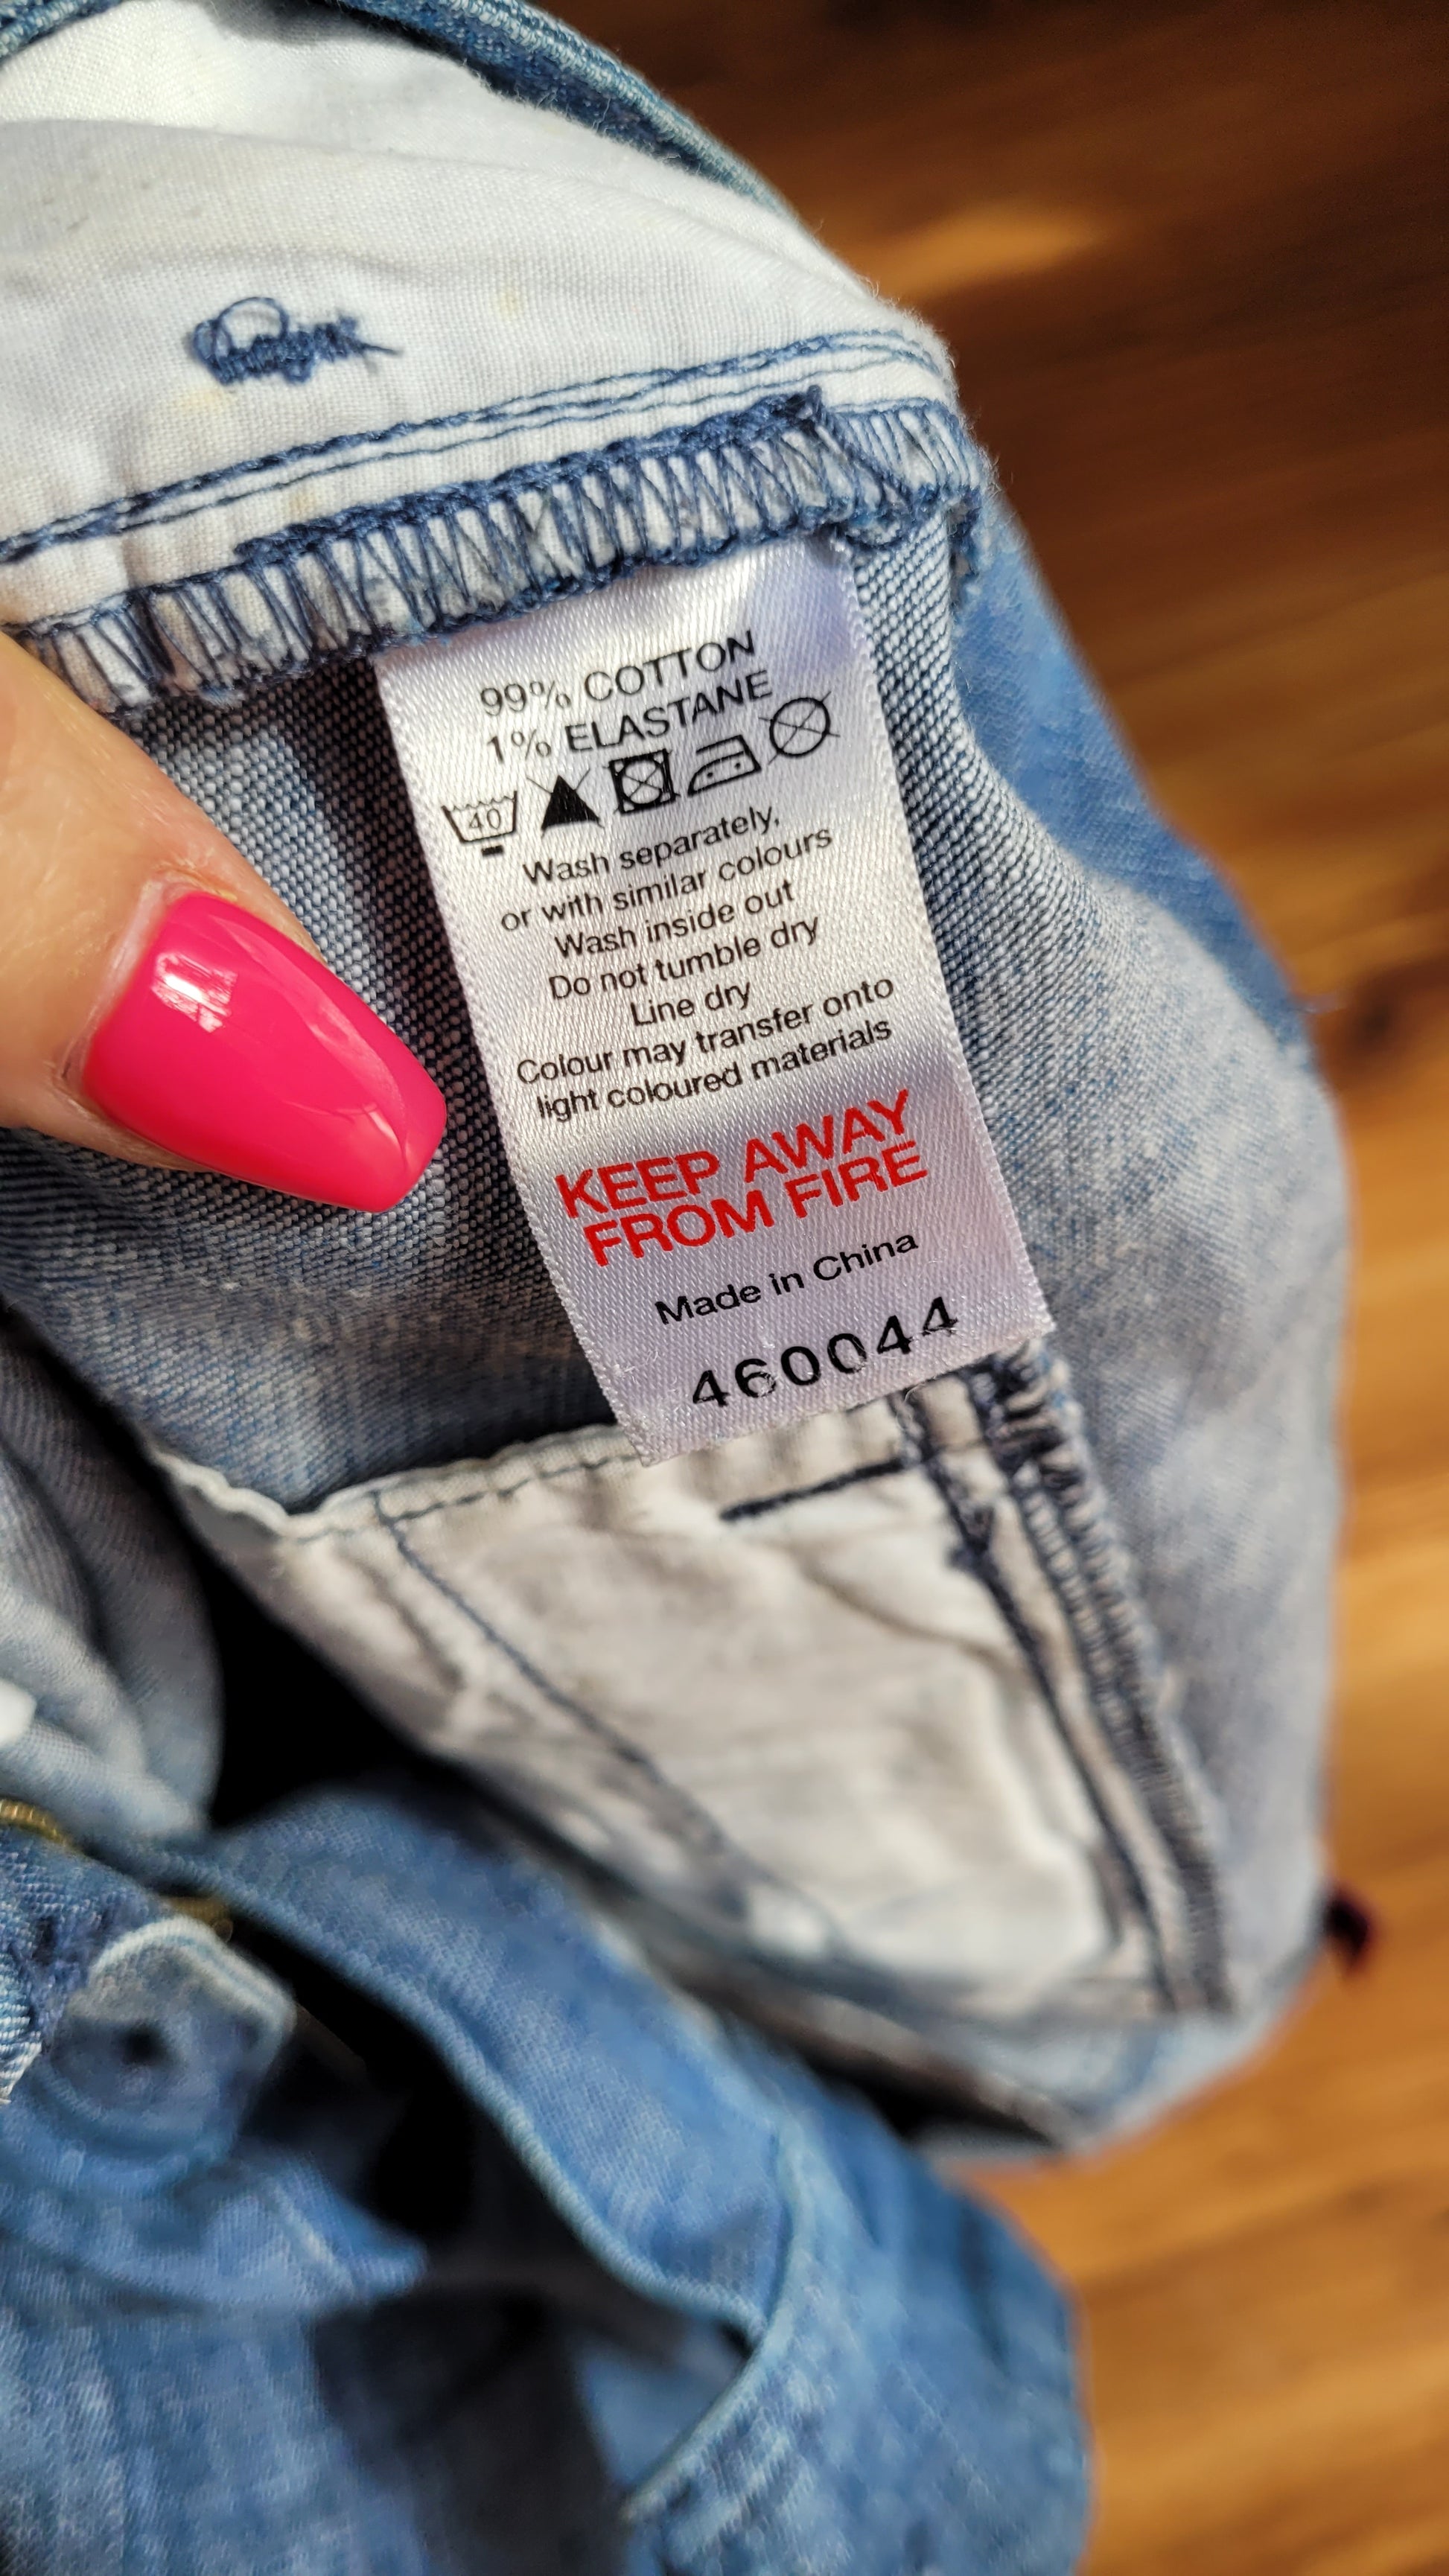 99% COTTON
1% ELASTANE
40
Wash separately,
or with similar colours
Wash inside out
Do not tumble dry
Line dry
Colour may transfer onto
light coloured materials
KEEP AWAY
FROM FIRE
Made in China
460044